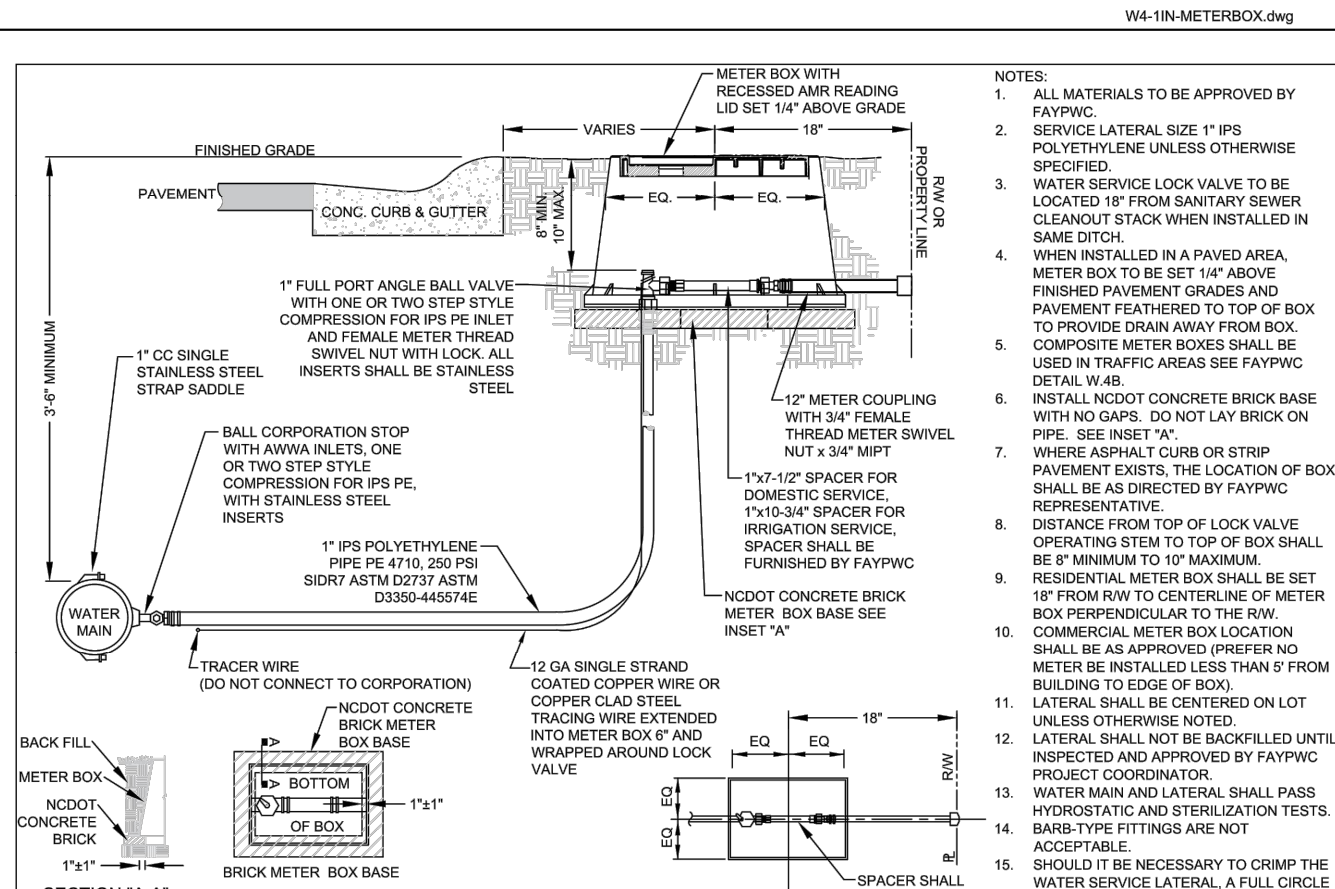 W4-1IN-METERBOX.dwg
METER BOX WITH
RECESSED AMR READING
LID SET 1/4" ABOVE GRADE
VARIES
18"
FINISHED GRADE
PAVEMENT
CONC. CURB & GUTTER
EQ.
EQ.
8" MIN.
10" MAX.
R/W OR
PROPERTY LINE
3'-6" MINIMUM
1" FULL PORT ANGLE BALL VALVE
WITH ONE OR TWO STEP STYLE
COMPRESSION FOR IPS PE INLET
AND FEMALE METER THREAD
SWIVEL NUT WITH LOCK. ALL
INSERTS SHALL BE STAINLESS
STEEL
1" CC SINGLE
STAINLESS STEEL
STRAP SADDLE
12" METER COUPLING
WITH 3/4" FEMALE
THREAD METER SWIVEL
NUT x 3/4" MIPT
BALL CORPORATION STOP
WITH AWWA INLETS, ONE
OR TWO STEP STYLE
COMPRESSION FOR IPS PE,
WITH STAINLESS STEEL
INSERTS
1"x7-1/2" SPACER FOR
DOMESTIC SERVICE,
1"x10-3/4" SPACER FOR
IRRIGATION SERVICE,
SPACER SHALL BE
FURNISHED BY FAYPWC
1" IPS POLYETHYLENE
PIPE PE 4710, 250 PSI
SIDR7 ASTM D2737 ASTM
D3350-445574E
NCDOT CONCRETE BRICK
METER BOX BASE SEE
INSET "A"
WATER
MAIN
TRACER WIRE
(DO NOT CONNECT TO CORPORATION)
12 GA SINGLE STRAND
COATED COPPER WIRE OR
COPPER CLAD STEEL
TRACING WIRE EXTENDED
INTO METER BOX 6" AND
WRAPPED AROUND LOCK
VALVE
NCDOT CONCRETE
BRICK METER
BOX BASE
BACK FILL
METER BOX
NCDOT
CONCRETE
BRICK
1"±1"
A
A
BOTTOM
OF BOX
1"±1"
BRICK METER BOX BASE
SECTION "A-A"
18"
EQ
EQ
EQ
EQ
R/W
PL
SPACER SHALL
NOTES:
1. ALL MATERIALS TO BE APPROVED BY
FAYPWC.
2. SERVICE LATERAL SIZE 1" IPS
POLYETHYLENE UNLESS OTHERWISE
SPECIFIED.
3. WATER SERVICE LOCK VALVE TO BE
LOCATED 18" FROM SANITARY SEWER
CLEANOUT STACK WHEN INSTALLED IN
SAME DITCH.
4. WHEN INSTALLED IN A PAVED AREA,
METER BOX TO BE SET 1/4" ABOVE
FINISHED PAVEMENT GRADES AND
PAVEMENT FEATHERED TO TOP OF BOX
TO PROVIDE DRAIN AWAY FROM BOX.
5. COMPOSITE METER BOXES SHALL BE
USED IN TRAFFIC AREAS SEE FAYPWC
DETAIL W.4B.
6. INSTALL NCDOT CONCRETE BRICK BASE
WITH NO GAPS. DO NOT LAY BRICK ON
PIPE. SEE INSET "A".
7. WHERE ASPHALT CURB OR STRIP
PAVEMENT EXISTS, THE LOCATION OF BOX
SHALL BE AS DIRECTED BY FAYPWC
REPRESENTATIVE.
8. DISTANCE FROM TOP OF LOCK VALVE
OPERATING STEM TO TOP OF BOX SHALL
BE 8" MINIMUM TO 10" MAXIMUM.
9. RESIDENTIAL METER BOX SHALL BE SET
18" FROM R/W TO CENTERLINE OF METER
BOX PERPENDICULAR TO THE R/W.
10. COMMERCIAL METER BOX LOCATION
SHALL BE AS APPROVED (PREFER NO
METER BE INSTALLED LESS THAN 5' FROM
BUILDING TO EDGE OF BOX).
11. LATERAL SHALL BE CENTERED ON LOT
UNLESS OTHERWISE NOTED.
12. LATERAL SHALL NOT BE BACKFILLED UNTIL
INSPECTED AND APPROVED BY FAYPWC
PROJECT COORDINATOR.
13. WATER MAIN AND LATERAL SHALL PASS
HYDROSTATIC AND STERILIZATION TESTS.
14. BARB-TYPE FITTINGS ARE NOT
ACCEPTABLE.
15. SHOULD IT BE NECESSARY TO CRIMP THE
WATER SERVICE LATERAL, A FULL CIRCLE